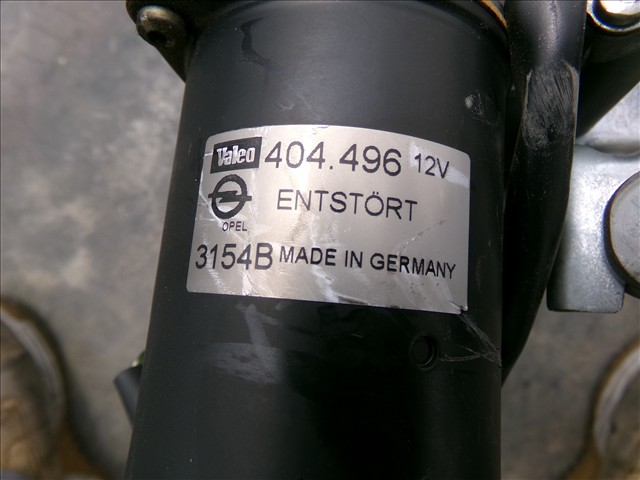 Valeo 404.496 12V
ENTSTÖRT
OPEL
3154B MADE IN GERMANY